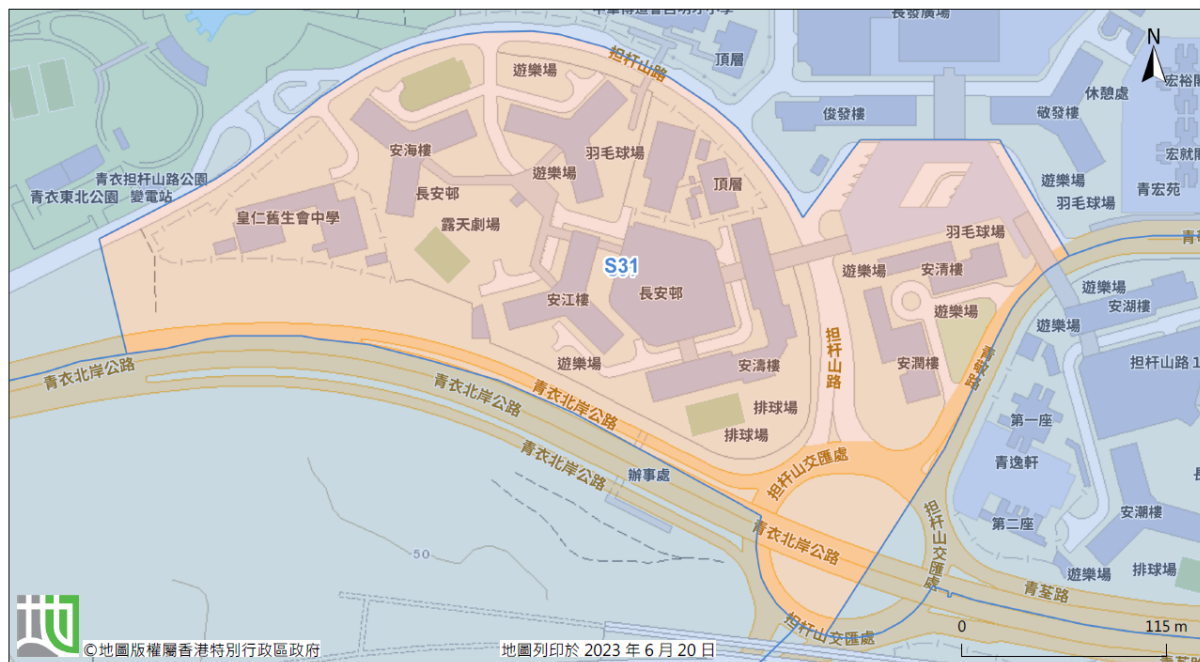 長發廣場
頂層
担杆山路
遊樂場
N
宏裕閣
休憩處
俊發樓
敬發樓
安海樓
羽毛球場
宏就閣
青衣担杆山路公園
青衣東北公園 變電站
遊樂場
長安邨
頂層
遊樂場
青宏苑
羽毛球場
皇仁舊生會中學
露天劇場
羽毛球場
S31
遊樂場
安清樓
長安邨
安江樓
遊樂場
安湖樓
遊樂場
遊樂場
担杆山路
青衣北岸公路
遊樂場
安濤樓
安潤樓
青敬路
担杆山路 1
青衣北岸公路
青衣北岸公路
排球場
排球場
第一座
青衣北岸公路
担杆山交匯處
青逸軒
辦事處
第二座
安潮樓
青衣北岸公路
担杆山交匯處
50
遊樂場
排球場
青荃路
担杆山交匯處
0
115 m
©地圖版權屬香港特別行政區政府
地圖列印於 2023 年 6 月 20 日